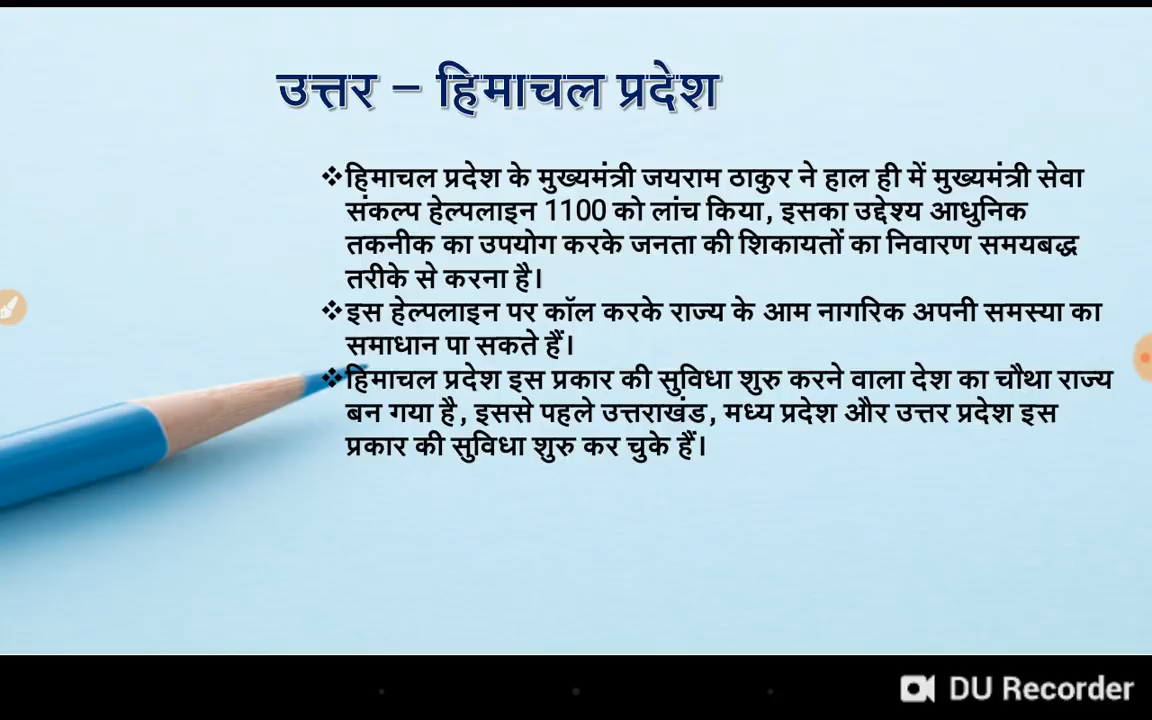 उत्तर – हिमाचल प्रदेश
❖हिमाचल प्रदेश के मुख्यमंत्री जयराम ठाकुर ने हाल ही में मुख्यमंत्री सेवा
संकल्प हेल्पलाइन 1100 को लांच किया, इसका उद्देश्य आधुनिक
तकनीक का उपयोग करके जनता की शिकायतों का निवारण समयबद्ध
तरीके से करना है।
❖इस हेल्पलाइन पर कॉल करके राज्य के आम नागरिक अपनी समस्या का
समाधान पा सकते हैं।
❖हिमाचल प्रदेश इस प्रकार की सुविधा शुरु करने वाला देश का चौथा राज्य
बन गया है, इससे पहले उत्तराखंड, मध्य प्रदेश और उत्तर प्रदेश इस
प्रकार की सुविधा शुरु कर चुके हैं।
DU Recorder